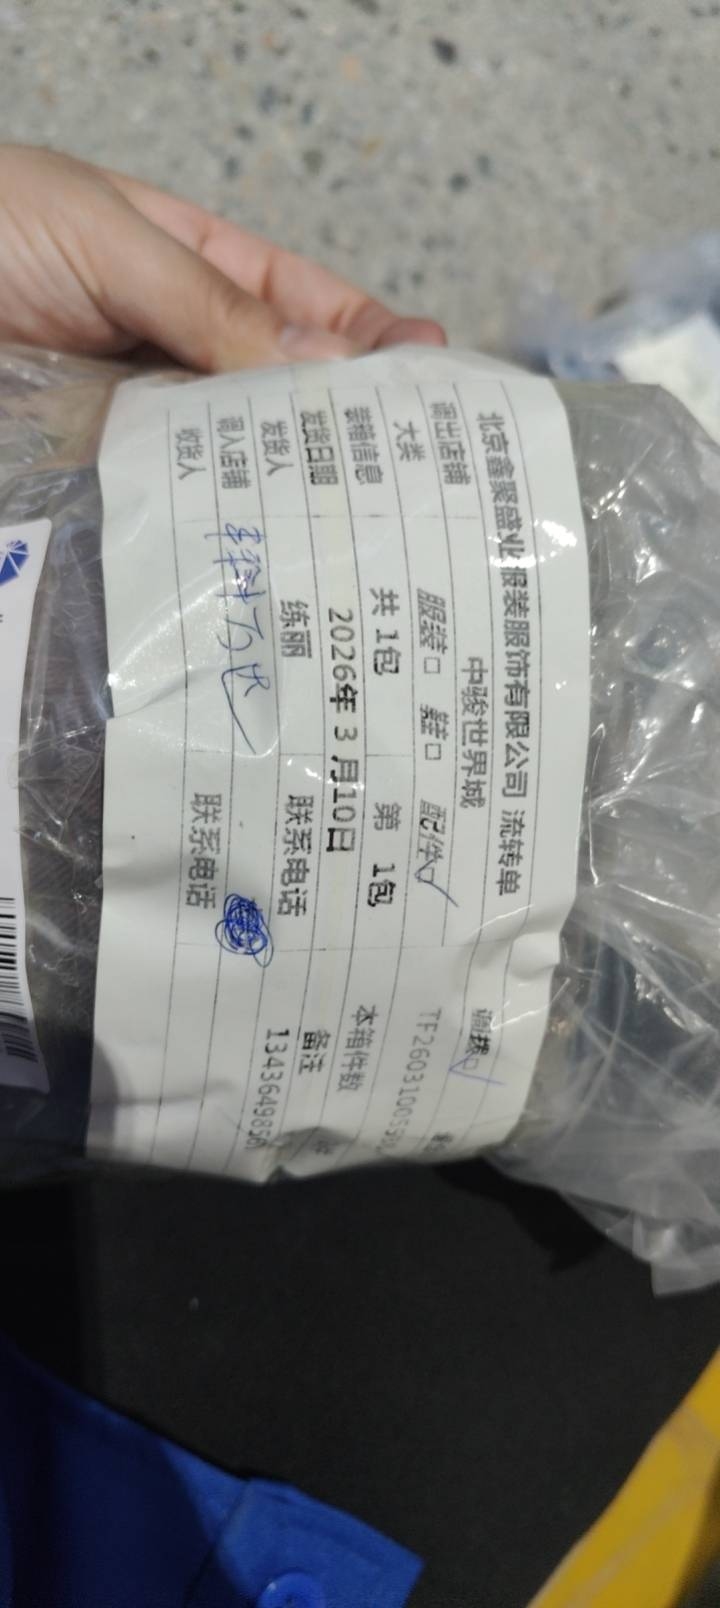 北京鑫聚盛业服装服饰有限公司 流转单
调出店铺 中骏世界城 调拨□
大类 服装□ 鞋□ 配件□
装箱信息 共 1包 第 1包 本箱件数
发货日期 2026年 3 月10日 备注
发货人 练丽 联系电话
调入店铺
收货人 联系电话